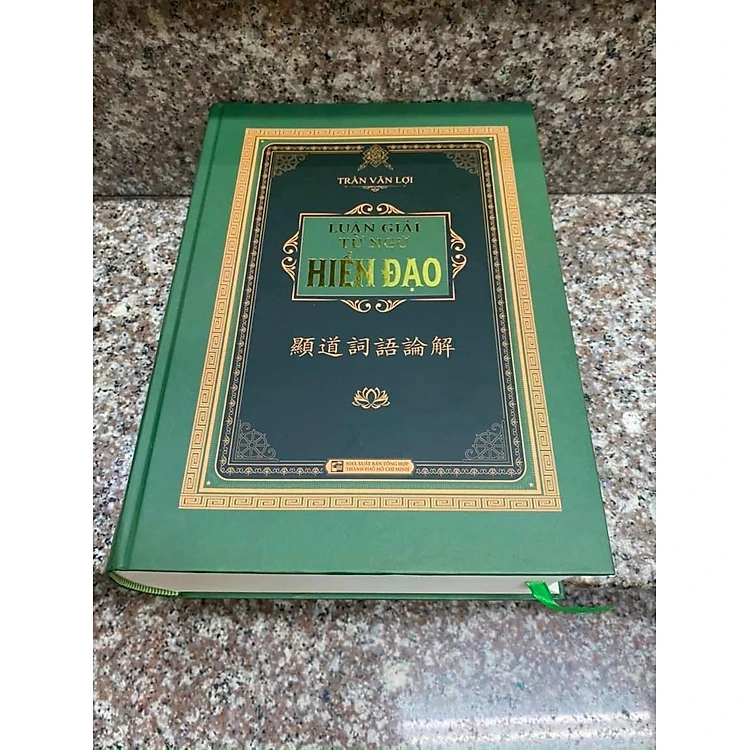 TRẦN VĂN LỢI
LUẬN GIẢI
TỪ NGỮ
HIỂN ĐẠO
顯道詞語論解
NHÀ XUẤT BẢN TỔNG HỢP
THÀNH PHỐ HỒ CHÍ MINH